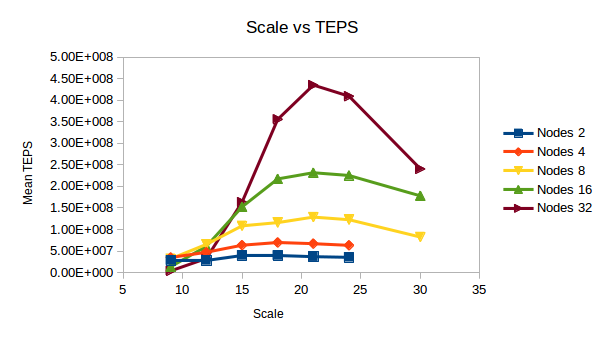 Scale vs TEPS
5.00E+008
4.50E+008
4.00E+008
3.50E+008
3.00E+008
2.50E+008
2.00E+008
1.50E+008
1.00E+008
5.00E+007
0.00E+000
Mean TEPS
5 10 15 20 25 30 35
Scale
Nodes 2
Nodes 4
Nodes 8
Nodes 16
Nodes 32